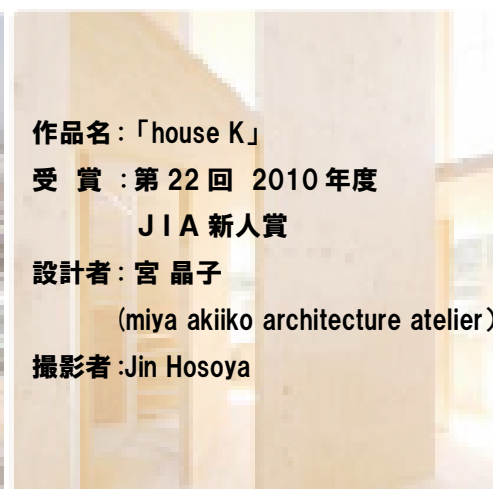 作品名：「house K」
受　賞　：第 22 回　2010 年度
ＪＩＡ 新人賞
設計者：宮 晶子
(miya akiiko architecture atelier）
撮影者：Jin Hosoya